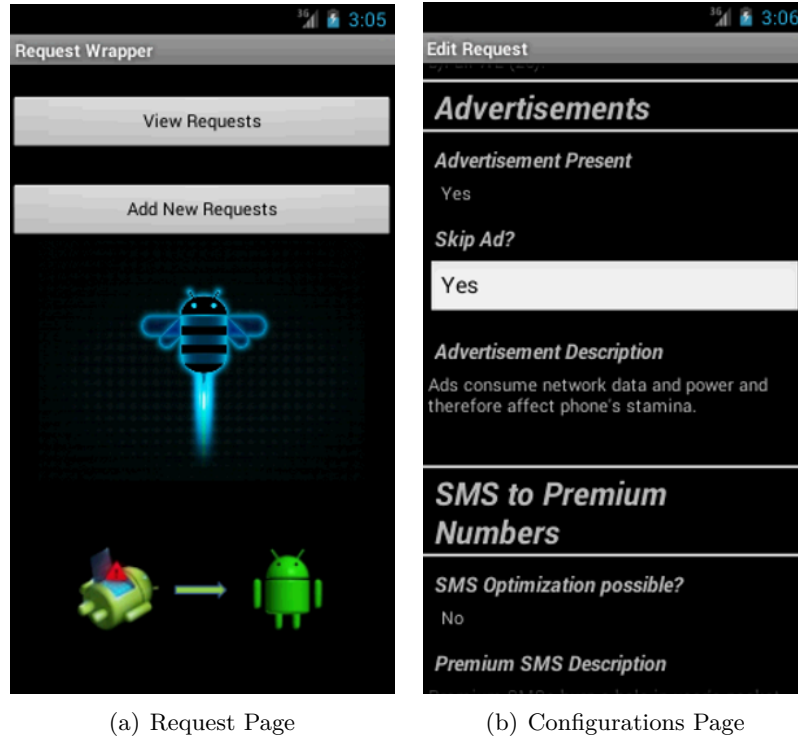 3G 3:05
Request Wrapper
View Requests
Add New Requests
(a) Request Page
3G 3:06
Edit Request
Advertisements
Advertisement Present
Yes
Skip Ad?
Yes
Advertisement Description
Ads consume network data and power and
therefore affect phone's stamina.
SMS to Premium
Numbers
SMS Optimization possible?
No
Premium SMS Description
(b) Configurations Page